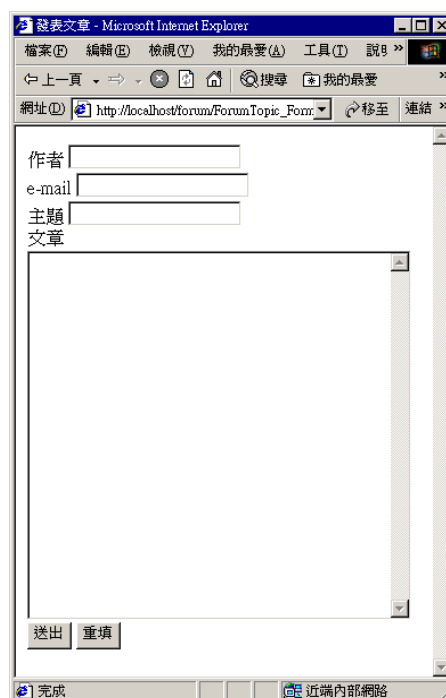 發表文章 - Microsoft Internet Explorer
檔案(F) 編輯(E) 檢視(V) 我的最愛(A) 工具(T) 說明 »
上一頁 搜尋 我的最愛 »
網址(D) http://localhost/forum/ForumTopic_Form 移至 連結 »
作者
e-mail
主題
文章
送出 重填
完成 近端內部網路